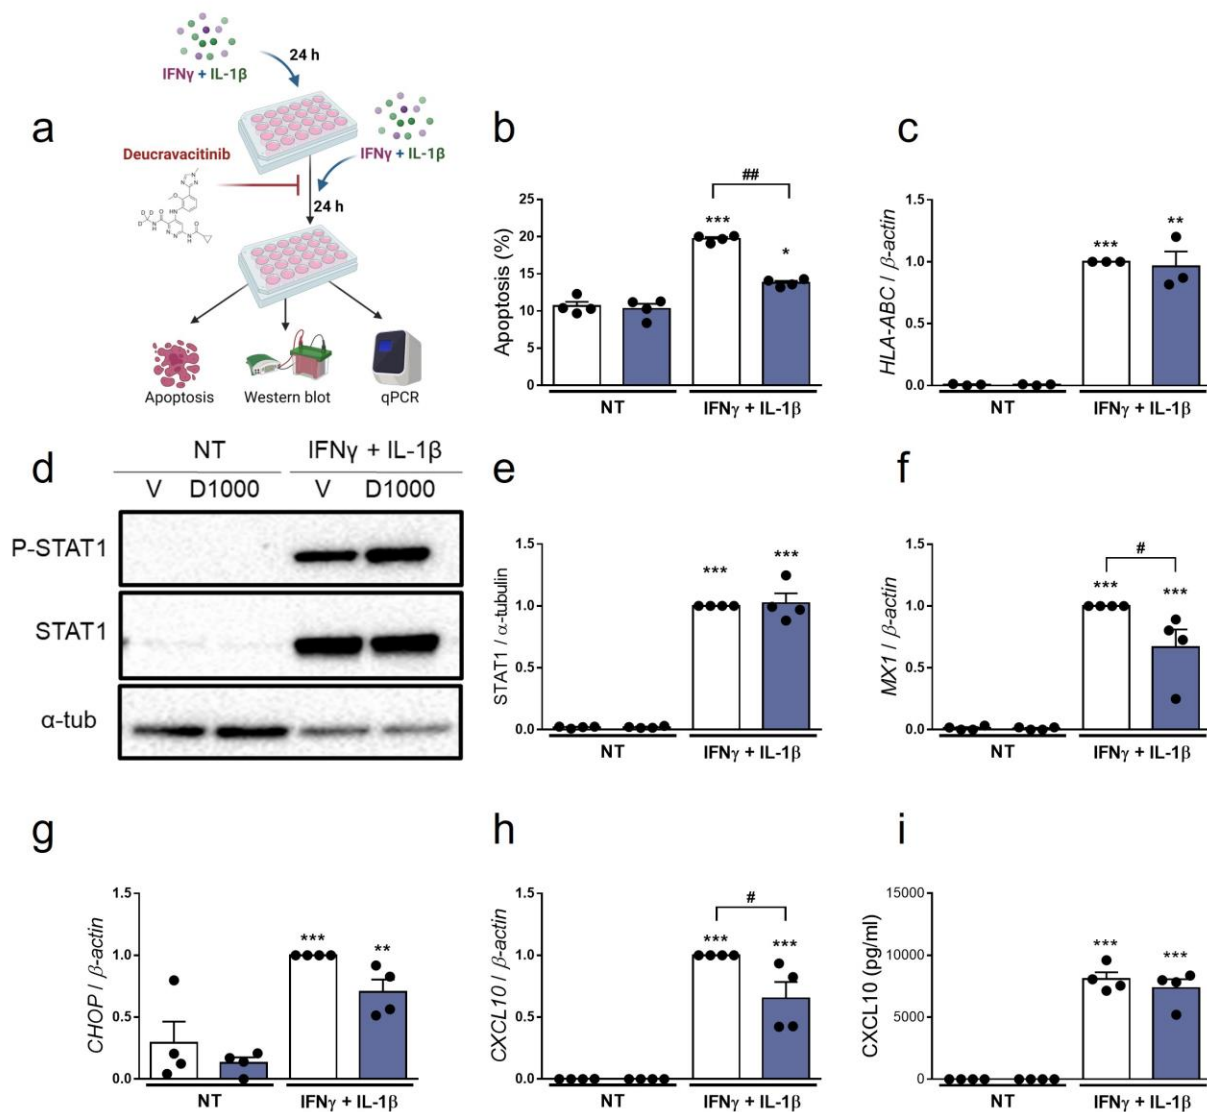 a
IFNγ + IL-1β
24 h
IFNγ + IL-1β
Deucravacitinib
24 h
Apoptosis
Western blot
qPCR
b
Apoptosis (%)
25
20
15
10
5
0
***
##
*
NT
IFNγ + IL-1β
c
HLA-ABC / β-actin
1.5
1.0
0.5
0.0
***
**
NT
IFNγ + IL-1β
d
NT
IFNγ + IL-1β
V
D1000
V
D1000
P-STAT1
STAT1
α-tub
e
STAT1 / α-tubulin
1.5
1.0
0.5
0.0
***
***
NT
IFNγ + IL-1β
f
MX1 / β-actin
1.5
1.0
0.5
0.0
#
***
***
NT
IFNγ + IL-1β
g
CHOP / β-actin
1.5
1.0
0.5
0.0
***
**
NT
IFNγ + IL-1β
h
CXCL10 / β-actin
1.5
1.0
0.5
0.0
#
***
***
NT
IFNγ + IL-1β
i
CXCL10 (pg/ml)
15000
10000
5000
0
***
***
NT
IFNγ + IL-1β